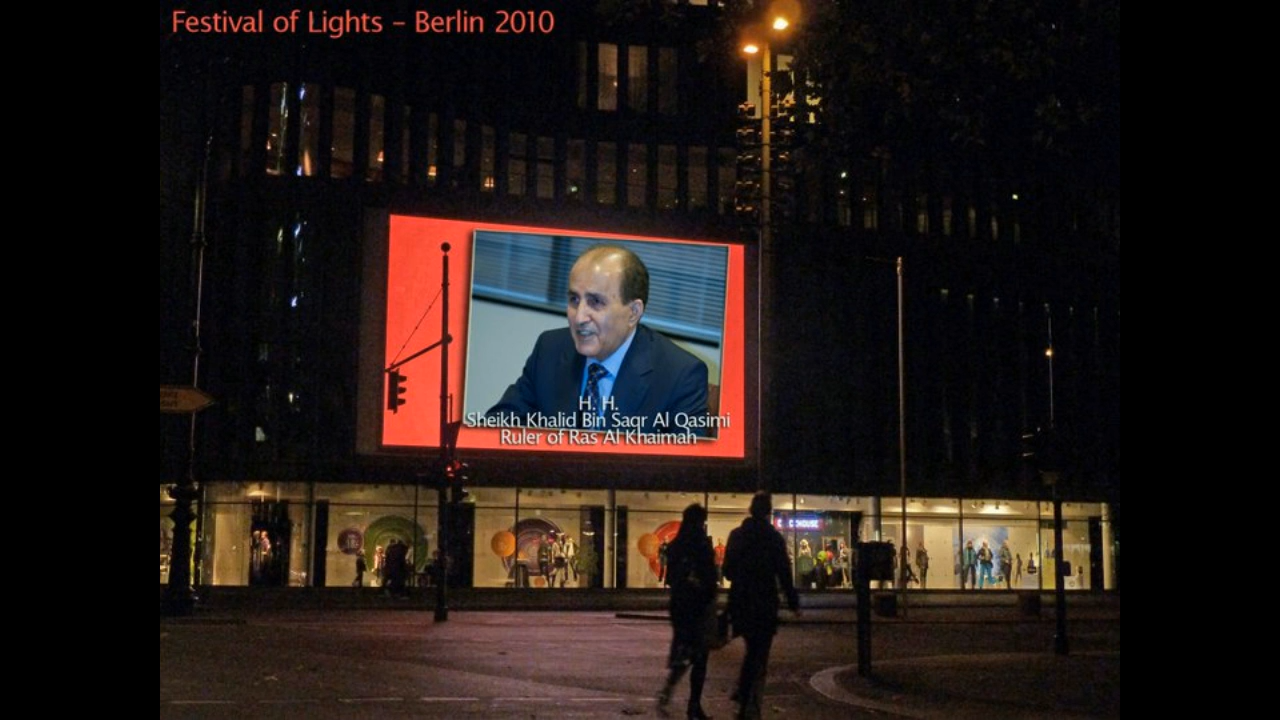 Festival of Lights – Berlin 2010
H. H.
Sheikh Khalid Bin Saqr Al Qasimi
Ruler of Ras Al Khaimah